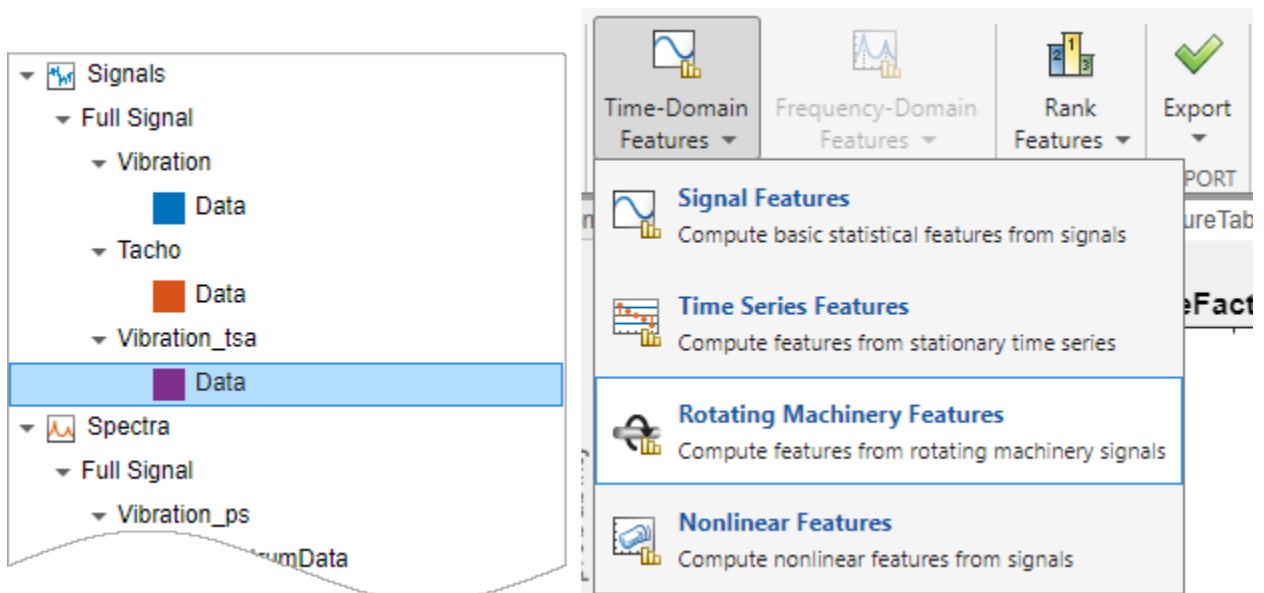 Signals
Full Signal
Vibration
Data
Tacho
Data
Vibration_tsa
Data
Spectra
Full Signal
Vibration_ps
Time-Domain
Features
Frequency-Domain
Features
Rank
Features
Export
Signal Features
Compute basic statistical features from signals
Time Series Features
Compute features from stationary time series
Rotating Machinery Features
Compute features from rotating machinery signals
Nonlinear Features
Compute nonlinear features from signals